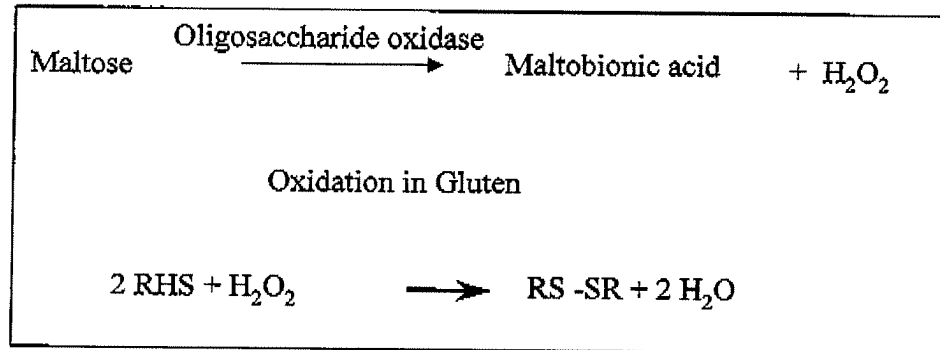 Oligosaccharide oxidase
Maltose → Maltobionic acid + H₂O₂
Oxidation in Gluten
2 RHS + H₂O₂ → RS -SR + 2 H₂O